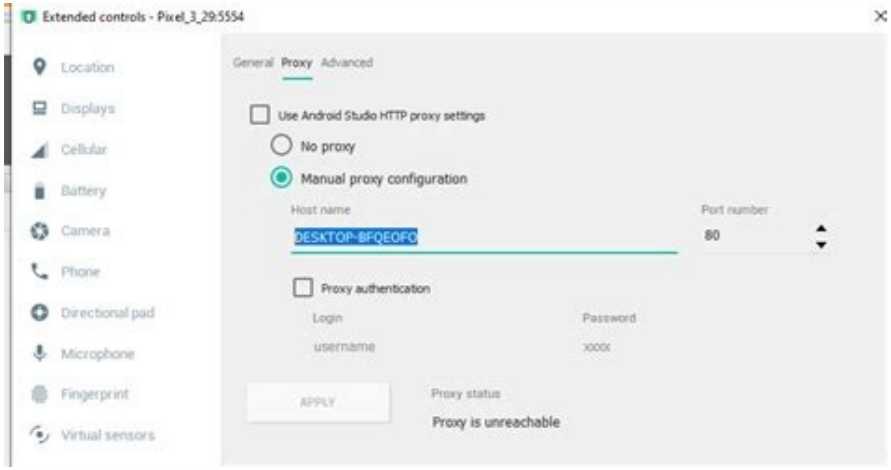 Extended controls - Pixel_3_29:5554
Location
Displays
Cellular
Battery
Camera
Phone
Directional pad
Microphone
Fingerprint
Virtual sensors
General Proxy Advanced
Use Android Studio HTTP proxy settings
No proxy
Manual proxy configuration
Host name Port number
DESKTOP-BFQEOFO 80
Proxy authentication
Login Password
username xxxx
APPLY Proxy status
Proxy is unreachable